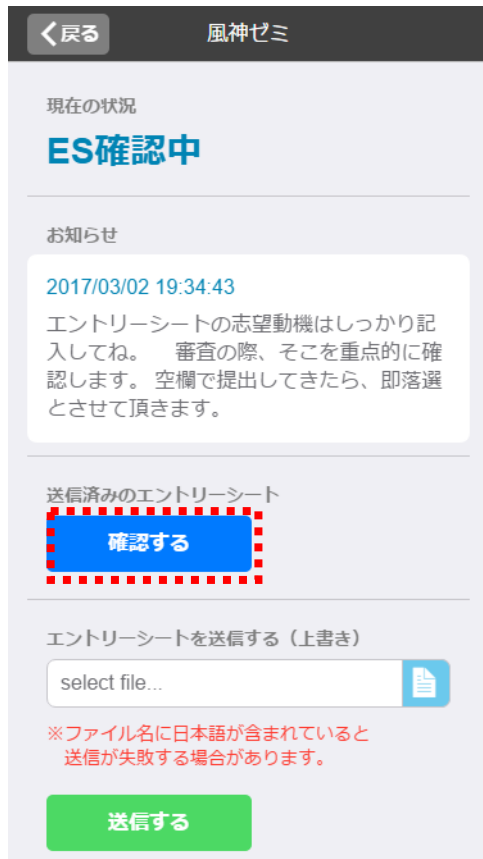 戻る
風神ゼミ
現在の状況
ES確認中
お知らせ
2017/03/02 19:34:43
エントリーシートの志望動機はしっかり記
入してね。　審査の際、そこを重点的に確
認します。 空欄で提出してきたら、即落選
とさせて頂きます。
送信済みのエントリーシート
確認する
エントリーシートを送信する（上書き）
select file...
※ファイル名に日本語が含まれていると
送信が失敗する場合があります。
送信する